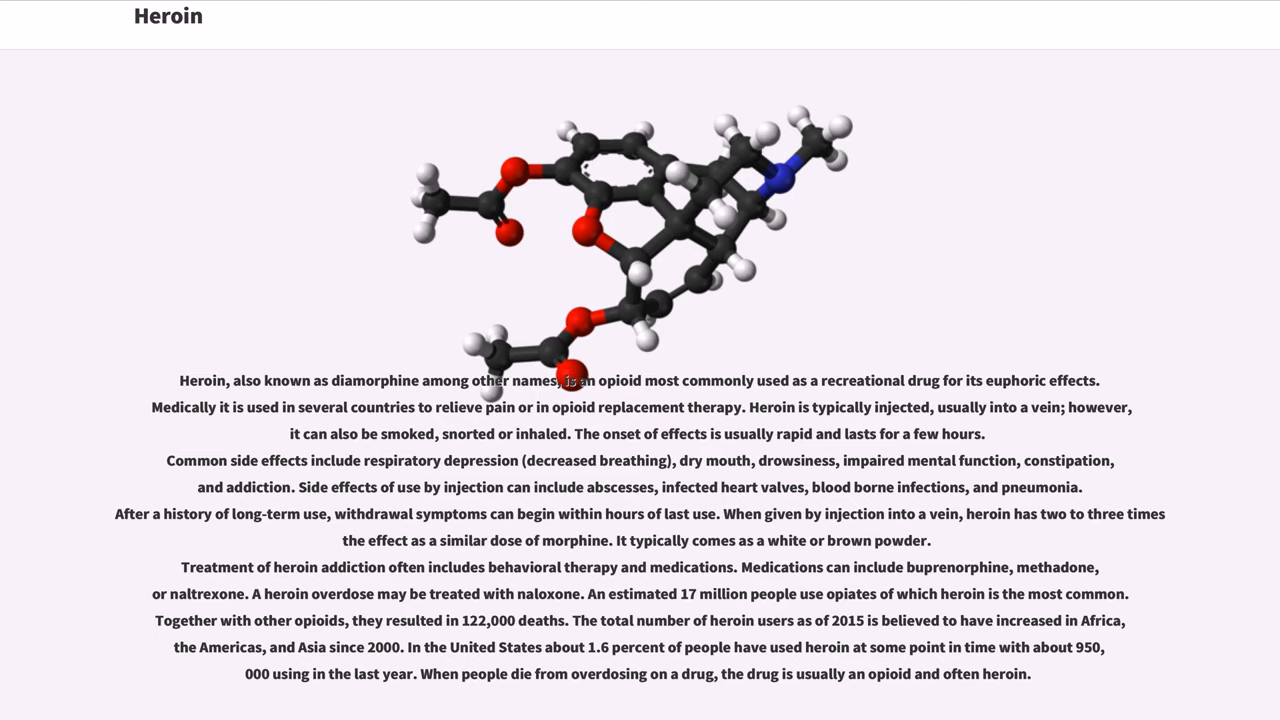 Heroin
Heroin, also known as diamorphine among other names, is an opioid most commonly used as a recreational drug for its euphoric effects.
Medically it is used in several countries to relieve pain or in opioid replacement therapy. Heroin is typically injected, usually into a vein; however,
it can also be smoked, snorted or inhaled. The onset of effects is usually rapid and lasts for a few hours.
Common side effects include respiratory depression (decreased breathing), dry mouth, drowsiness, impaired mental function, constipation,
and addiction. Side effects of use by injection can include abscesses, infected heart valves, blood borne infections, and pneumonia.
After a history of long-term use, withdrawal symptoms can begin within hours of last use. When given by injection into a vein, heroin has two to three times
the effect as a similar dose of morphine. It typically comes as a white or brown powder.
Treatment of heroin addiction often includes behavioral therapy and medications. Medications can include buprenorphine, methadone,
or naltrexone. A heroin overdose may be treated with naloxone. An estimated 17 million people use opiates of which heroin is the most common.
Together with other opioids, they resulted in 122,000 deaths. The total number of heroin users as of 2015 is believed to have increased in Africa,
the Americas, and Asia since 2000. In the United States about 1.6 percent of people have used heroin at some point in time with about 950,
000 using in the last year. When people die from overdosing on a drug, the drug is usually an opioid and often heroin.